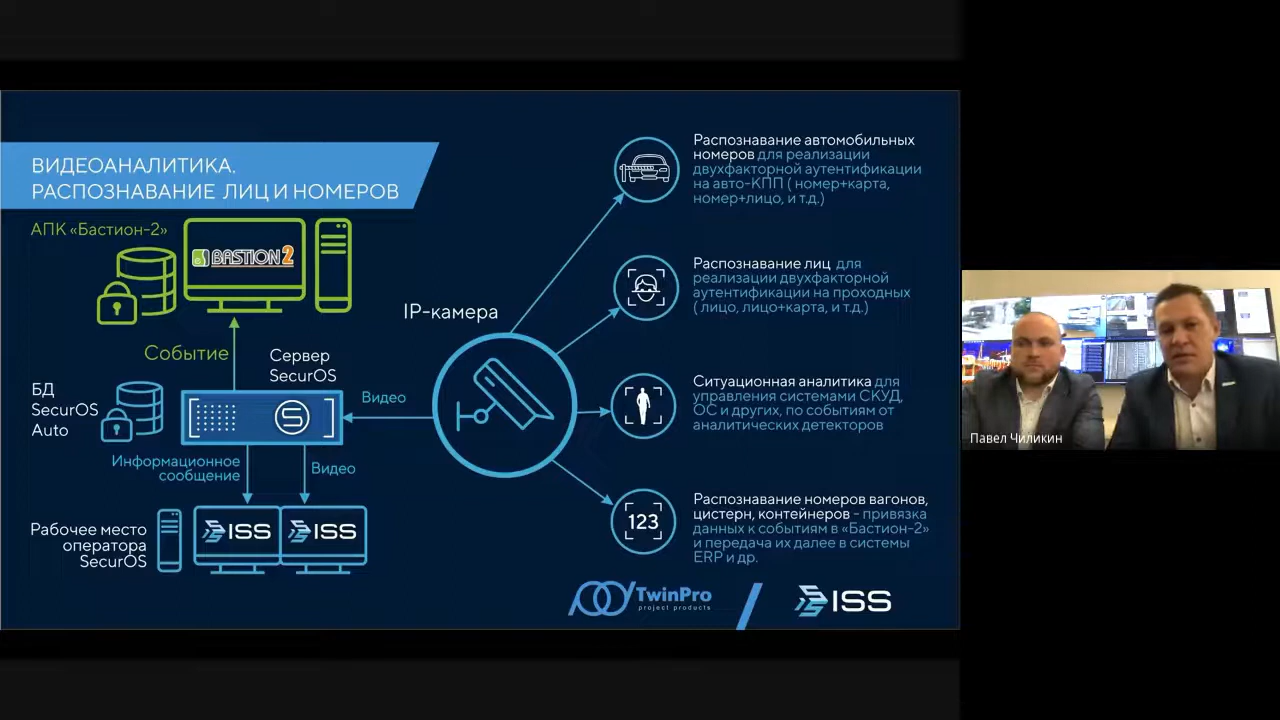 ВИДЕОАНАЛИТИКА.
РАСПОЗНАВАНИЕ ЛИЦ И НОМЕРОВ
АПК «Бастион-2»
BASTION 2
Событие
Сервер
SecurOS
БД
SecurOS
Auto
Информационное
сообщение
Видео
Рабочее место
оператора
SecurOS
ISS
ISS
IP-камера
Видео
Распознавание автомобильных
номеров для реализации
двухфакторной аутентификации
на авто-КПП ( номер+карта,
номер+лицо, и т.д.)
Распознавание лиц для
реализации двухфакторной
аутентификации на проходных
( лицо, лицо+карта, и т.д.)
Ситуационная аналитика для
управления системами СКУД,
ОС и других, по событиям от
аналитических детекторов
123
Распознавание номеров вагонов,
цистерн, контейнеров - привязка
данных к событиям в «Бастион-2»
и передача их далее в системы
ERP и др.
TwinPro
project products
ISS
Павел Чиликин